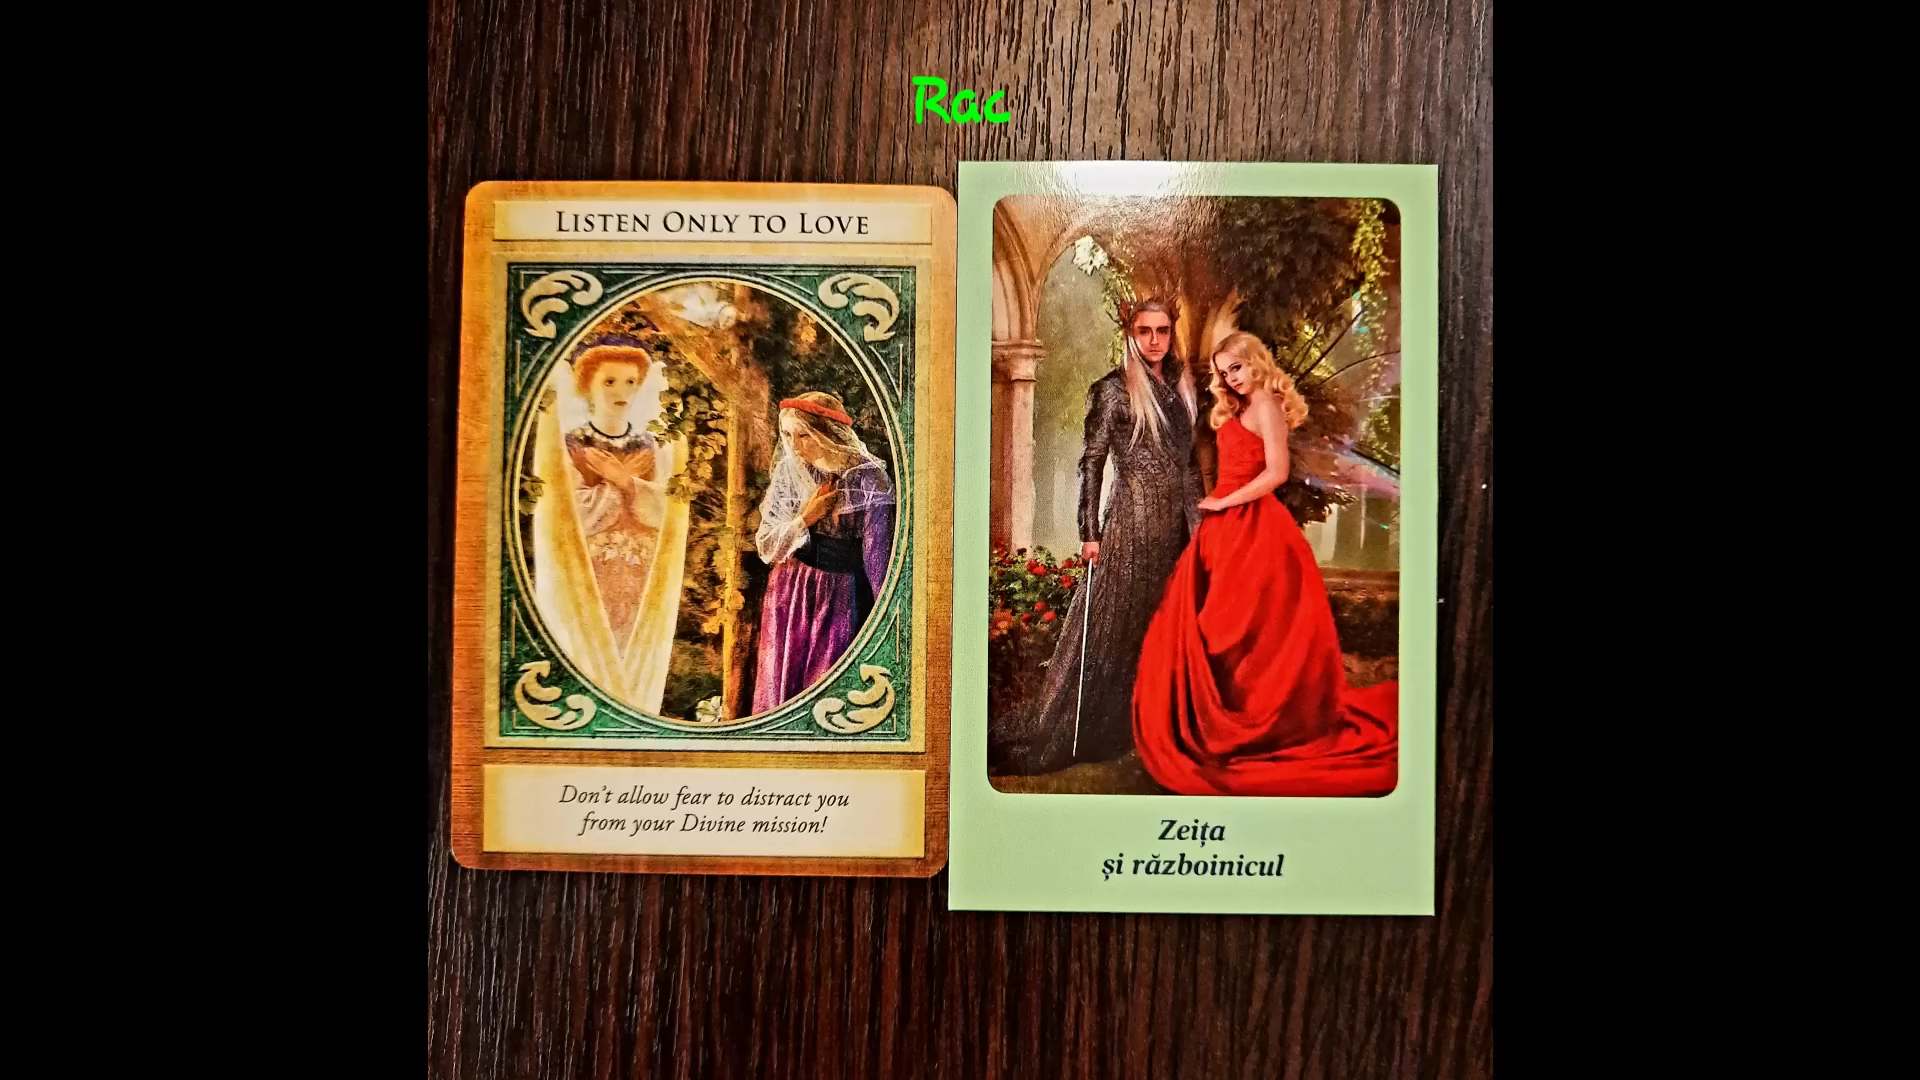 Rac
LISTEN ONLY TO LOVE
Don't allow fear to distract you
from your Divine mission!
Zeița
și războinicul